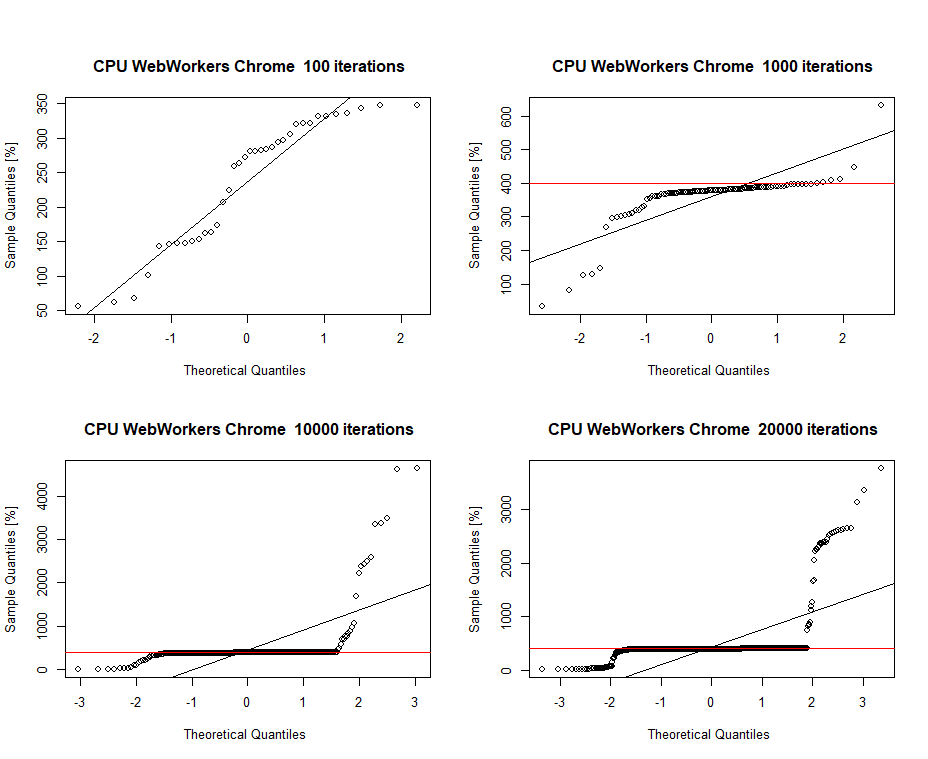 CPU WebWorkers Chrome  100 iterations
Sample Quantiles [%]
350
300
250
200
150
100
50
-2 -1 0 1 2
Theoretical Quantiles
CPU WebWorkers Chrome  1000 iterations
Sample Quantiles [%]
600
500
400
300
200
100
-2 -1 0 1 2
Theoretical Quantiles
CPU WebWorkers Chrome  10000 iterations
Sample Quantiles [%]
4000
3000
2000
1000
0
-3 -2 -1 0 1 2 3
Theoretical Quantiles
CPU WebWorkers Chrome  20000 iterations
Sample Quantiles [%]
3000
2000
1000
0
-3 -2 -1 0 1 2 3
Theoretical Quantiles